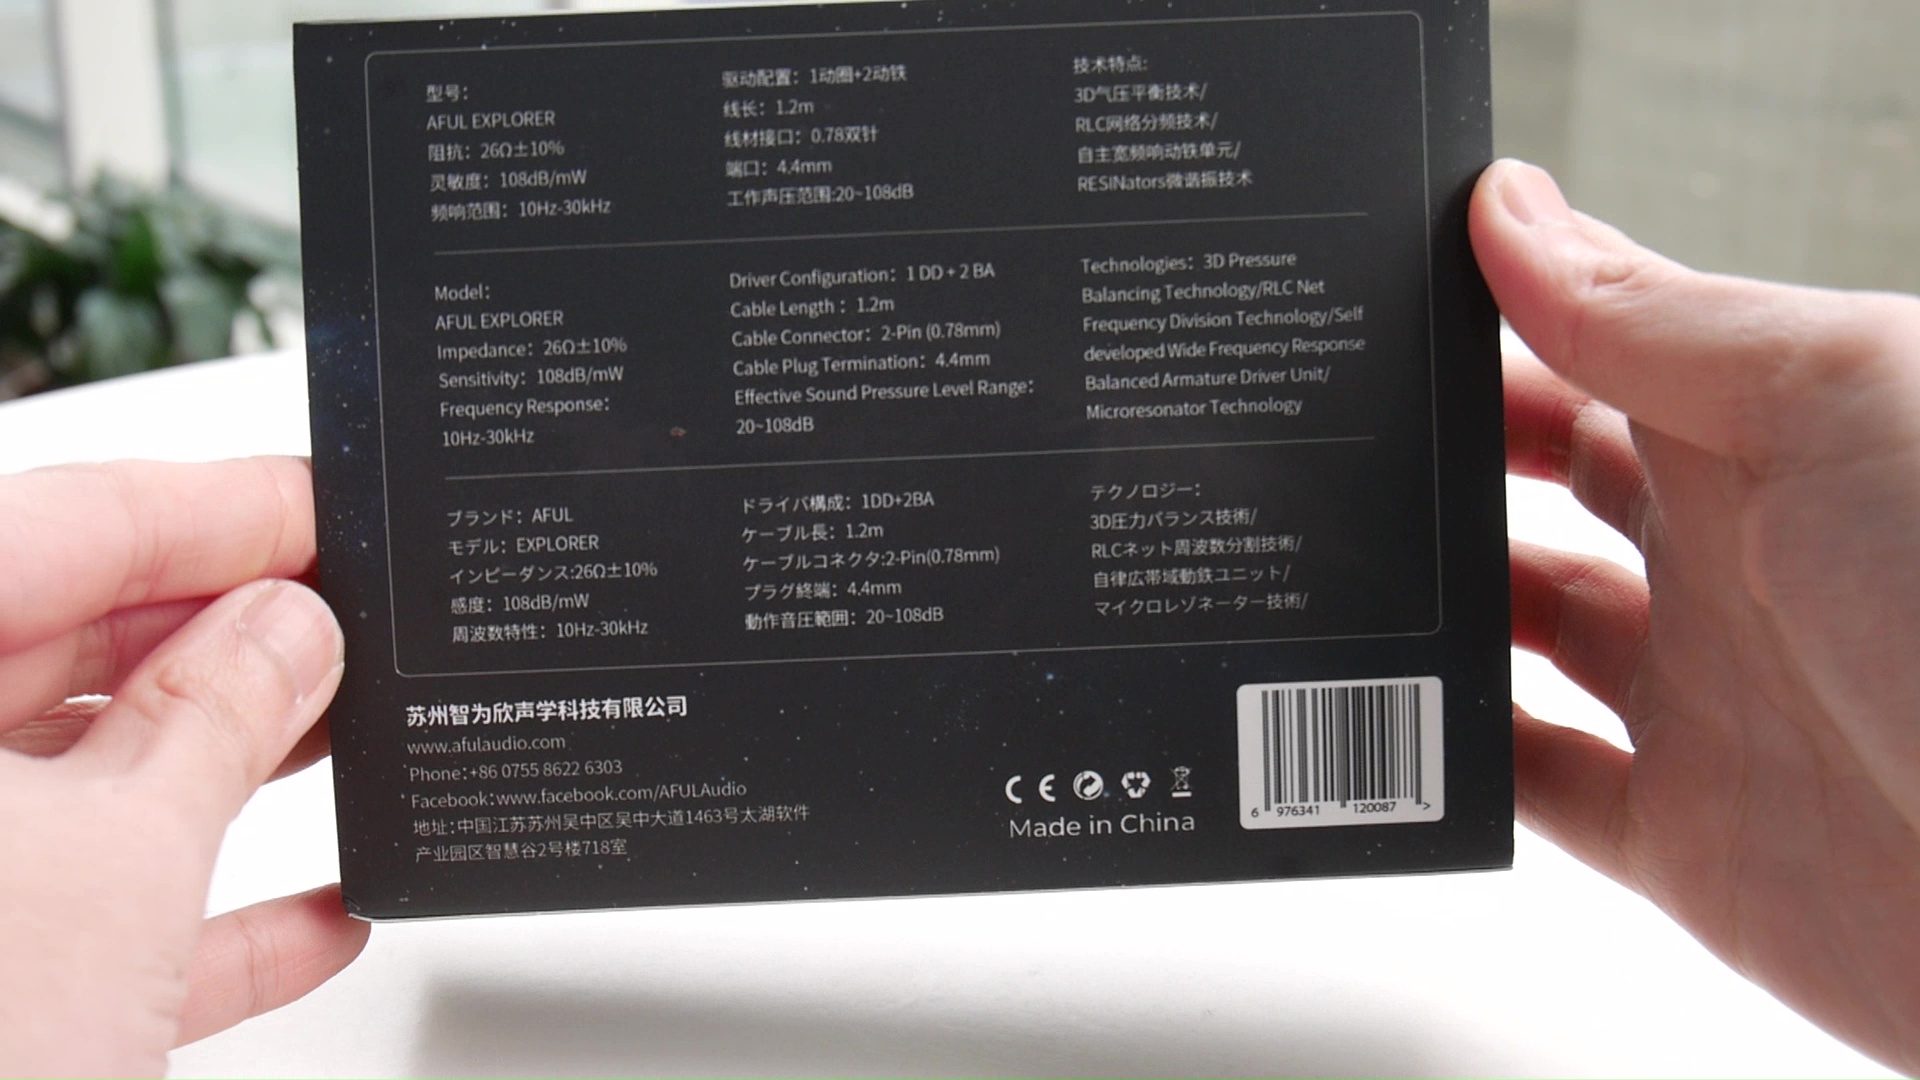 型号：
AFUL EXPLORER
阻抗：26Ω±10%
灵敏度：108dB/mW
频响范围：10Hz-30kHz
驱动配置：1动圈+2动铁
线长：1.2m
线材接口：0.78双针
端口：4.4mm
工作声压范围:20~108dB
技术特点:
3D气压平衡技术/
RLC网络分频技术/
自主宽频响动铁单元/
RESINators微谐振技术
Model：
AFUL EXPLORER
Impedance：26Ω±10%
Sensitivity：108dB/mW
Frequency Response：
10Hz-30kHz
Driver Configuration：1 DD + 2 BA
Cable Length：1.2m
Cable Connector：2-Pin (0.78mm)
Cable Plug Termination：4.4mm
Effective Sound Pressure Level Range：
20~108dB
Technologies：3D Pressure
Balancing Technology/RLC Net
Frequency Division Technology/Self
developed Wide Frequency Response
Balanced Armature Driver Unit/
Microresonator Technology
ブランド：AFUL
モデル：EXPLORER
インピーダンス:26Ω±10%
感度：108dB/mW
周波数特性：10Hz-30kHz
ドライバ構成：1DD+2BA
ケーブル長：1.2m
ケーブルコネクタ:2-Pin(0.78mm)
プラグ終端：4.4mm
動作音圧範囲：20~108dB
テクノロジー：
3D圧力バランス技術/
RLCネット周波数分割技術/
自律広帯域動鉄ユニット/
マイクロレゾネーター技術/
苏州智为欣声学科技有限公司
www.afulaudio.com
Phone:+86 0755 8622 6303
Facebook:www.facebook.com/AFULAudio
地址:中国江苏苏州吴中区吴中大道1463号太湖软件
产业园区智慧谷2号楼718室
CE
Made in China
6 976341 120087 >